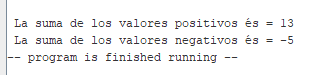 La suma de los valores positivos és = 13
La suma de los valores negativos és = -5
-- program is finished running --